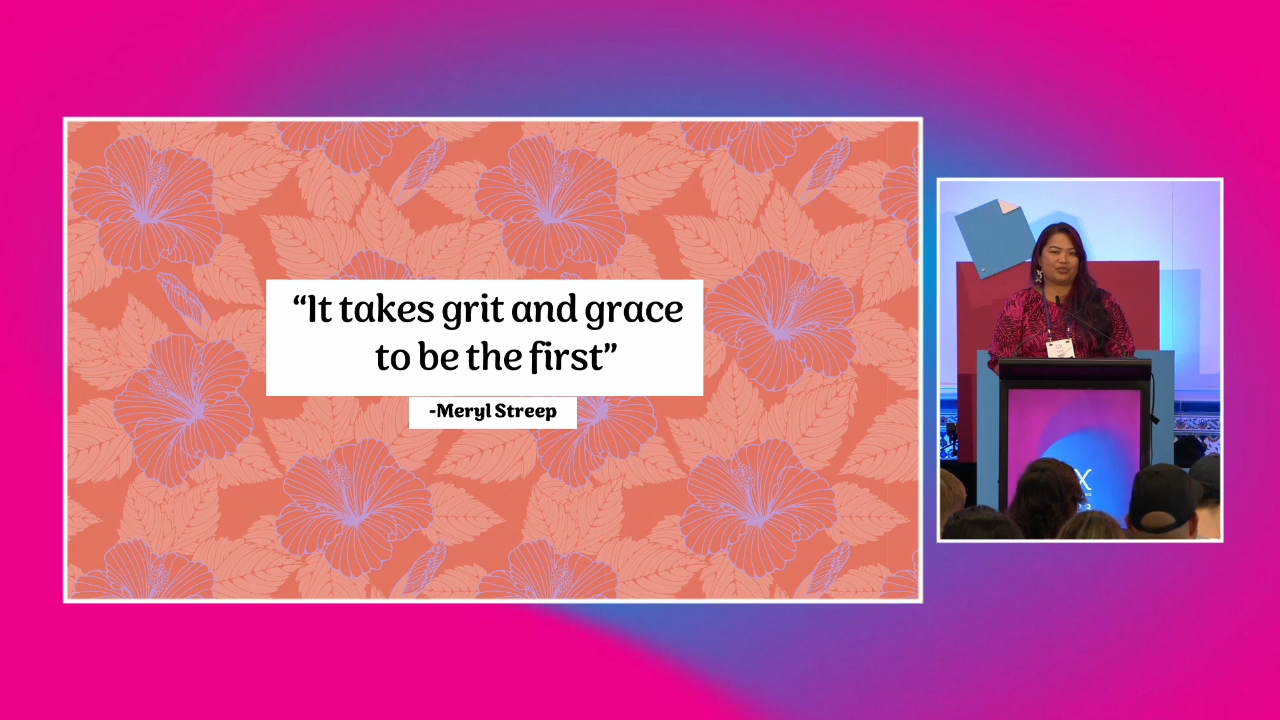 “It takes grit and grace
to be the first”
-Meryl Streep
X